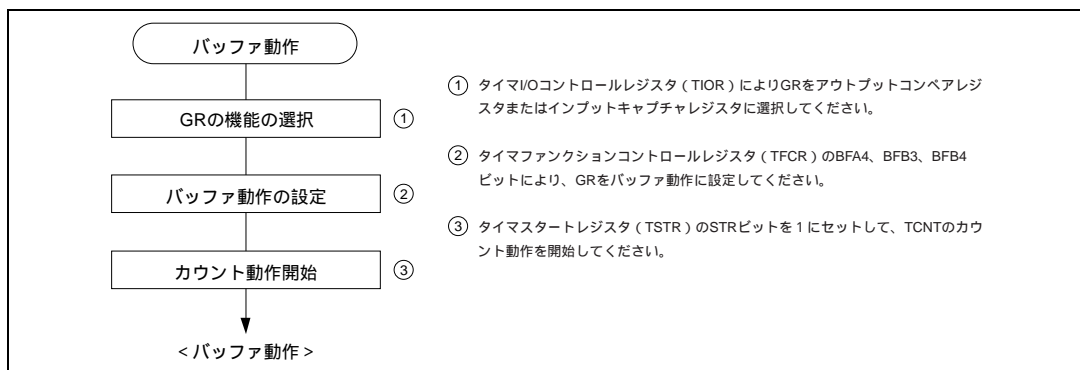 バッファ動作
GRの機能の選択
①
バッファ動作の設定
②
カウント動作開始
③
<バッファ動作>
① タイマI/Oコントロールレジスタ(TIOR)によりGRをアウトプットコンペアレジ
スタまたはインプットキャプチャレジスタに選択してください。
② タイマファンクションコントロールレジスタ(TFCR)のBFA4、BFB3、BFB4
ビットにより、GRをバッファ動作に設定してください。
③ タイマスタートレジスタ(TSTR)のSTRビットを1にセットして、TCNTのカウ
ント動作を開始してください。